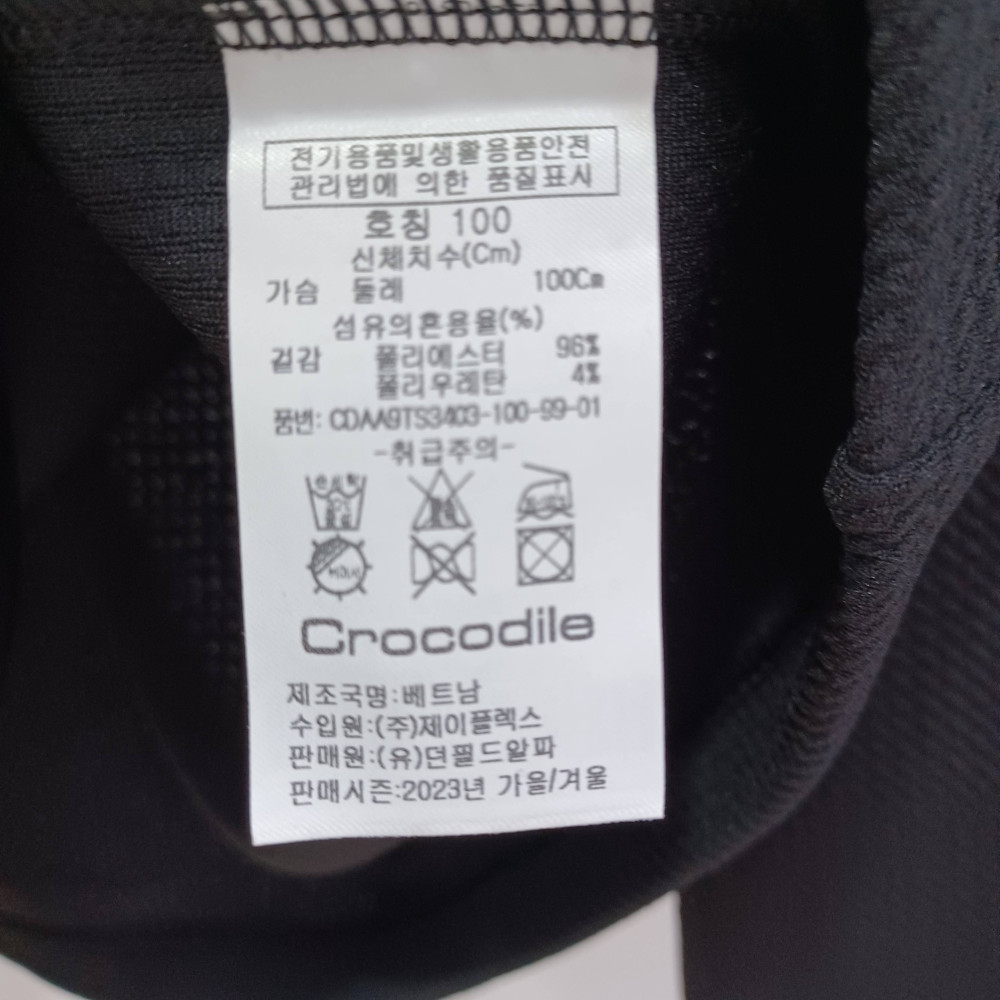 전기용품및생활용품안전
관리법에 의한 품질표시
호칭 100
신체치수(Cm)
가슴 둘레 100Cm
섬유의혼용율(%)
겉감 폴리에스터 96%
폴리우레탄 4%
품번: CDAA9TS3403-100-99-01
-취급주의-
Crocodile
제조국명:베트남
수입원:(주)제이플렉스
판매원:(유)던필드알파
판매시즌:2023년 가을/겨울